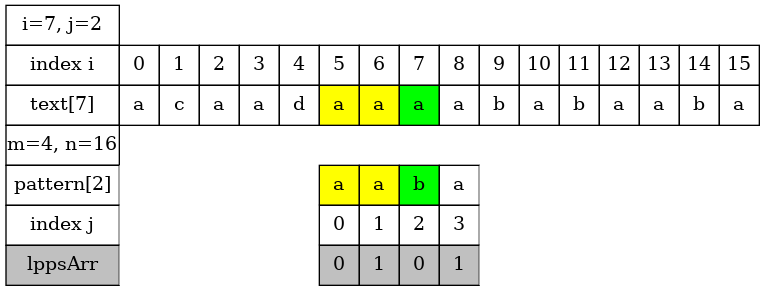 i=7, j=2
index i 0 1 2 3 4 5 6 7 8 9 10 11 12 13 14 15
text[7] a c a a d a a a a b a b a a b a
m=4, n=16
pattern[2] a a b a
index j 0 1 2 3
lppsArr 0 1 0 1